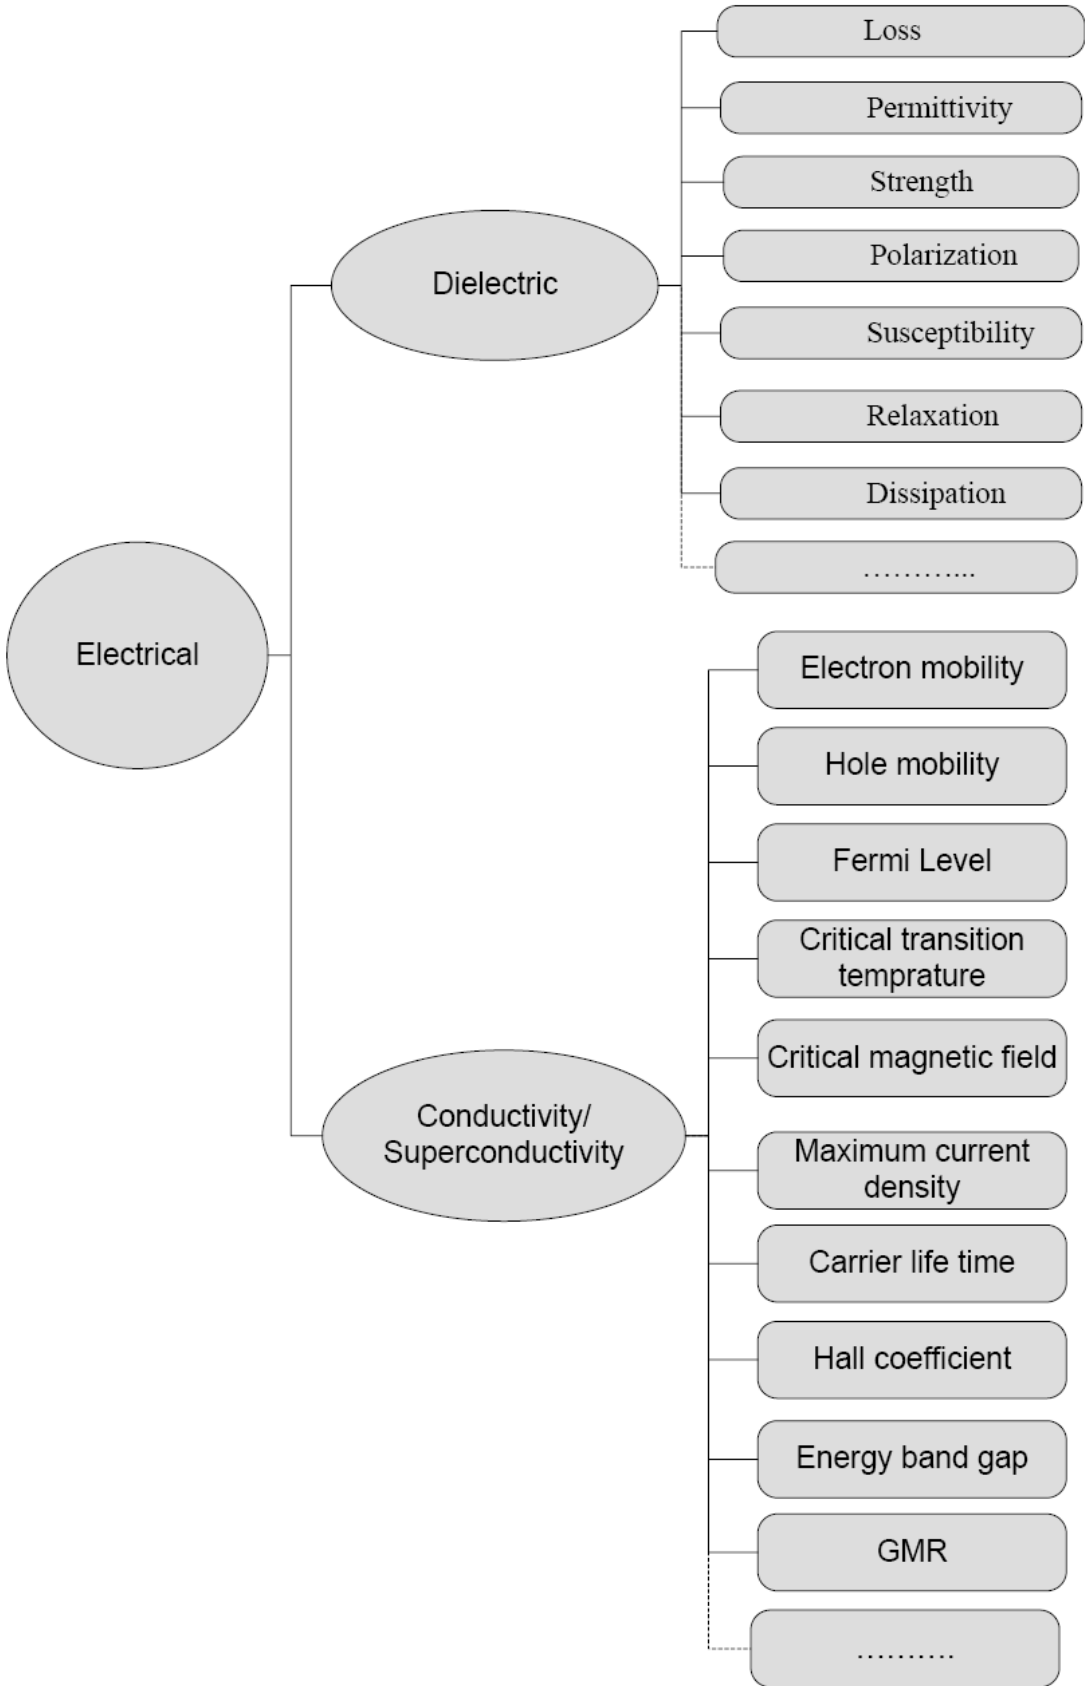 Loss
Permittivity
Strength
Polarization
Dielectric
Susceptibility
Relaxation
Dissipation
………...
Electrical
Electron mobility
Hole mobility
Fermi Level
Critical transition
temprature
Critical magnetic field
Conductivity/
Superconductivity
Maximum current
density
Carrier life time
Hall coefficient
Energy band gap
GMR
……….